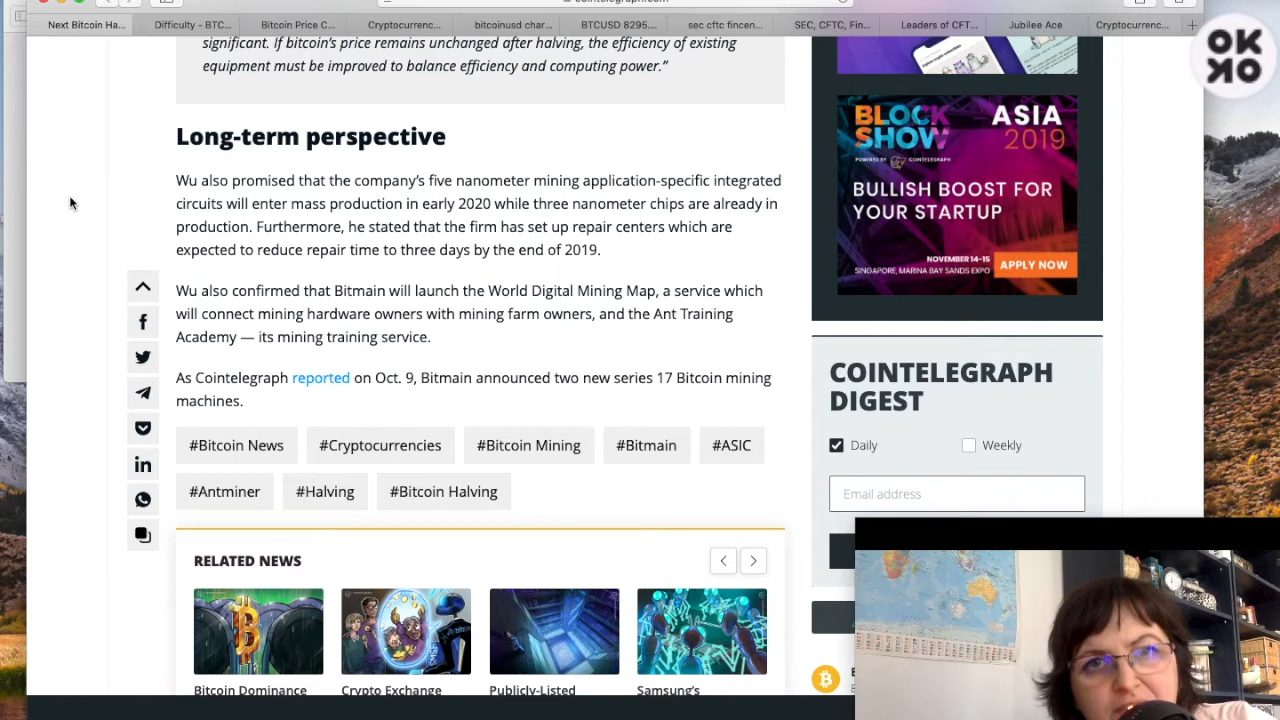 cointelegraph.com
Next Bitcoin Ha...
Difficulty - BTC...
Bitcoin Price C...
Cryptocurrenc...
bitcoinusd char...
BTCUSD 8295....
sec cftc fincen...
SEC, CFTC, Fin...
Leaders of CFT...
Jubilee Ace
Cryptocurrenc...
OK
KO
significant. If bitcoin's price remains unchanged after halving, the efficiency of existing
equipment must be improved to balance efficiency and computing power.”
Long-term perspective
Wu also promised that the company's five nanometer mining application-specific integrated
circuits will enter mass production in early 2020 while three nanometer chips are already in
production. Furthermore, he stated that the firm has set up repair centers which are
expected to reduce repair time to three days by the end of 2019.
Wu also confirmed that Bitmain will launch the World Digital Mining Map, a service which
will connect mining hardware owners with mining farm owners, and the Ant Training
Academy — its mining training service.
As Cointelegraph reported on Oct. 9, Bitmain announced two new series 17 Bitcoin mining
machines.
#Bitcoin News
#Cryptocurrencies
#Bitcoin Mining
#Bitmain
#ASIC
#Antminer
#Halving
#Bitcoin Halving
RELATED NEWS
Bitcoin Dominance
Crypto Exchange
Publicly-Listed
Samsung's
BLOCK
SHOW
POWERED BY COINTELEGRAPH
ASIA
2019
BULLISH BOOST FOR
YOUR STARTUP
NOVEMBER 14-15
SINGAPORE, MARINA BAY SANDS EXPO
APPLY NOW
COINTELEGRAPH
DIGEST
Daily
Weekly
Email address